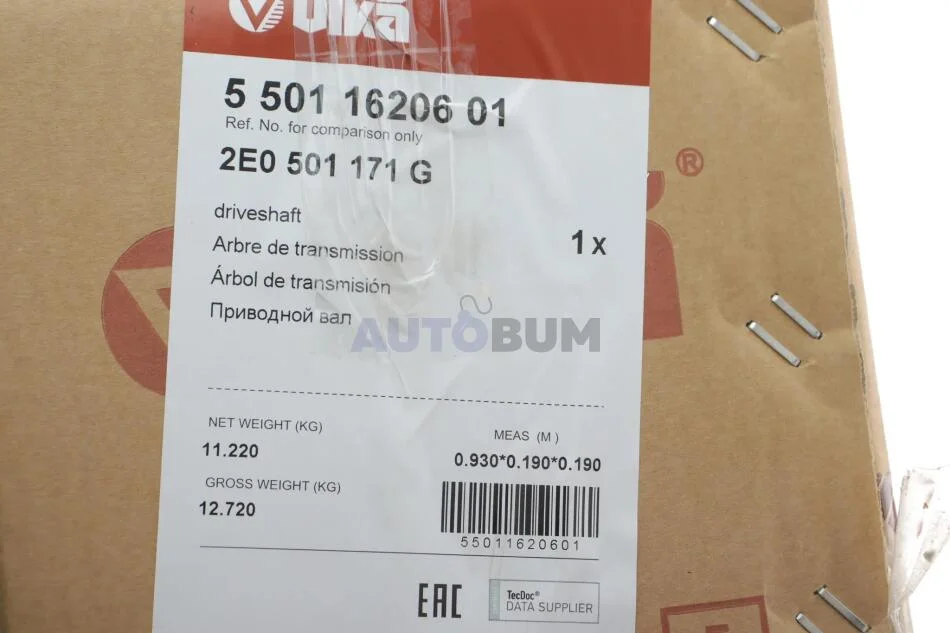 vika
5 501 16206 01
Ref. No. for comparison only
2E0 501 171 G
driveshaft
Arbre de transmission
1 x
Árbol de transmisión
Приводной вал
AUTOBUM
NET WEIGHT (KG)
MEAS (M)
11.220
0.930*0.190*0.190
GROSS WEIGHT (KG)
12.720
55011620601
EAC
TecDoc®
DATA SUPPLIER
®